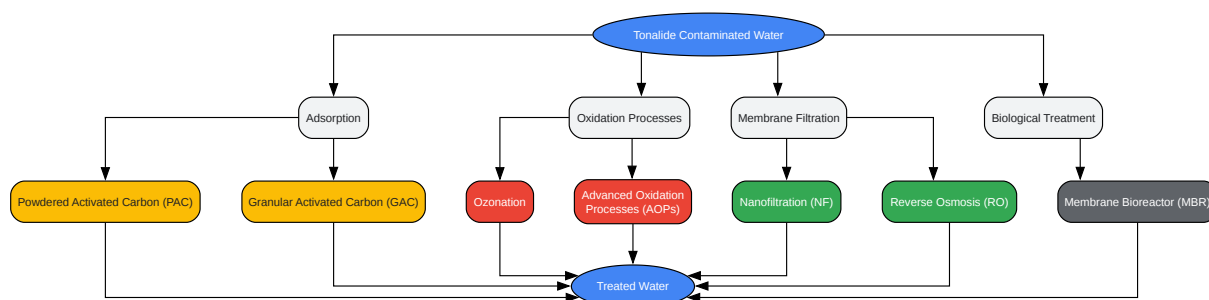 Tonalide Contaminated Water
Adsorption
Oxidation Processes
Membrane Filtration
Biological Treatment
Powdered Activated Carbon (PAC)
Granular Activated Carbon (GAC)
Ozonation
Advanced Oxidation
Processes (AOPs)
Nanofiltration (NF)
Reverse Osmosis (RO)
Membrane Bioreactor (MBR)
Treated Water